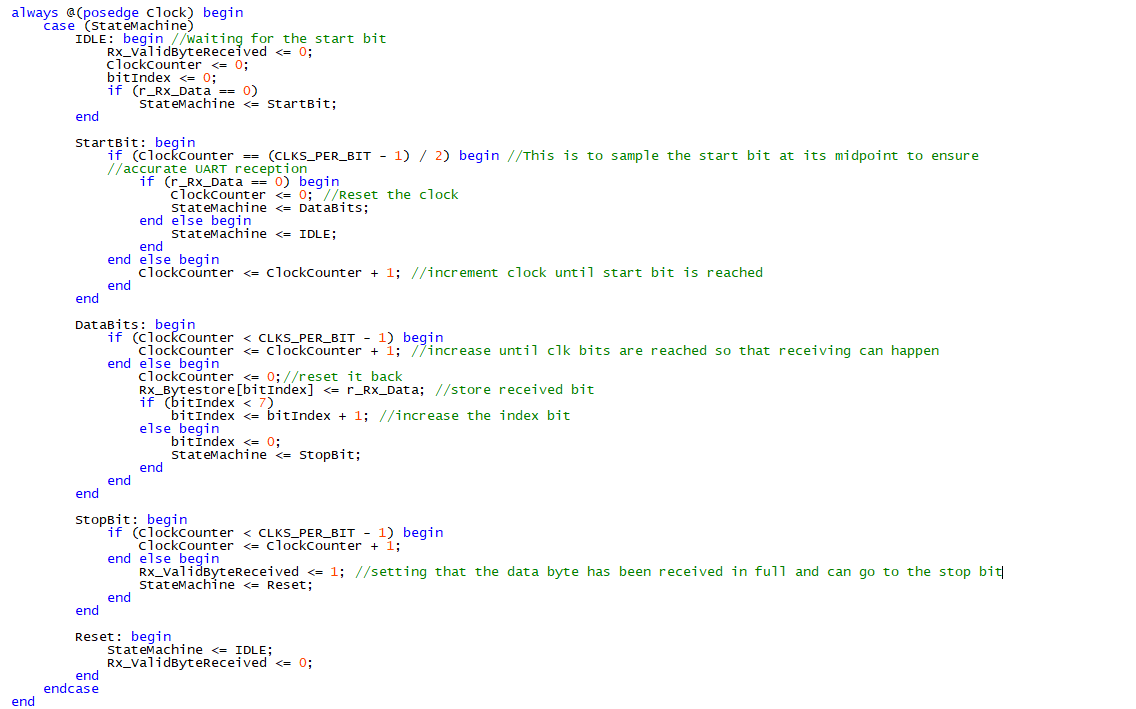 always @(posedge Clock) begin
    case (StateMachine)
        IDLE: begin //Waiting for the start bit
            Rx_ValidByteReceived <= 0;
            ClockCounter <= 0;
            bitIndex <= 0;
            if (r_Rx_Data == 0)
                StateMachine <= StartBit;
        end

        StartBit: begin
            if (ClockCounter == (CLKS_PER_BIT - 1) / 2) begin //This is to sample the start bit at its midpoint to ensure
            //accurate UART reception
                if (r_Rx_Data == 0) begin
                    ClockCounter <= 0; //Reset the clock
                    StateMachine <= DataBits;
                end else begin
                    StateMachine <= IDLE;
                end
            end else begin
                ClockCounter <= ClockCounter + 1; //increment clock until start bit is reached
            end
        end

        DataBits: begin
            if (ClockCounter < CLKS_PER_BIT - 1) begin
                ClockCounter <= ClockCounter + 1; //increase until clk bits are reached so that receiving can happen
            end else begin
                ClockCounter <= 0;//reset it back
                Rx_Bytestore[bitIndex] <= r_Rx_Data; //store received bit
                if (bitIndex < 7)
                    bitIndex <= bitIndex + 1; //increase the index bit
                else begin
                    bitIndex <= 0;
                    StateMachine <= StopBit;
                end
            end
        end

        StopBit: begin
            if (ClockCounter < CLKS_PER_BIT - 1) begin
                ClockCounter <= ClockCounter + 1;
            end else begin
                Rx_ValidByteReceived <= 1; //setting that the data byte has been received in full and can go to the stop bit
                StateMachine <= Reset;
            end
        end

        Reset: begin
            StateMachine <= IDLE;
            Rx_ValidByteReceived <= 0;
        end
    endcase
end